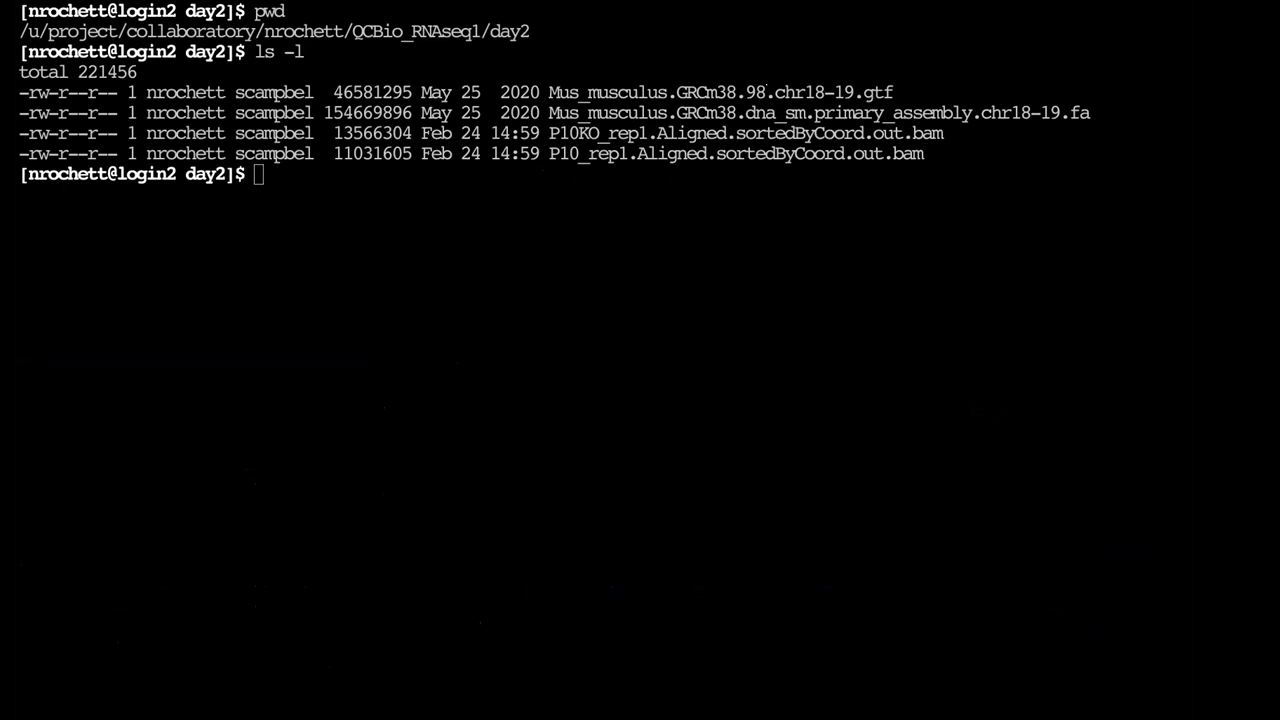 [nrochett@login2 day2]$ pwd
/u/project/collaboratory/nrochett/QCBio_RNAseq1/day2
[nrochett@login2 day2]$ ls -l
total 221456
-rw-r--r-- 1 nrochett scampbel  46581295 May 25  2020 Mus_musculus.GRCm38.98.chr18-19.gtf
-rw-r--r-- 1 nrochett scampbel 154669896 May 25  2020 Mus_musculus.GRCm38.dna_sm.primary_assembly.chr18-19.fa
-rw-r--r-- 1 nrochett scampbel  13566304 Feb 24 14:59 P10KO_rep1.Aligned.sortedByCoord.out.bam
-rw-r--r-- 1 nrochett scampbel  11031605 Feb 24 14:59 P10_rep1.Aligned.sortedByCoord.out.bam
[nrochett@login2 day2]$